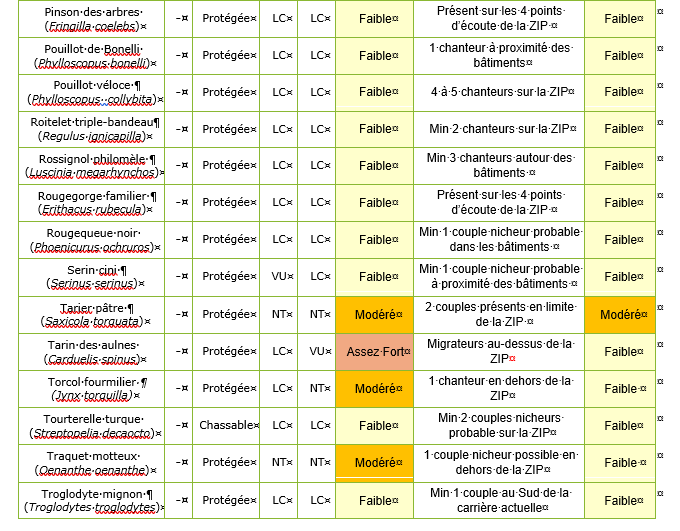 Pinson·des·arbres·
(Fringilla·coelebs)¤
-¤
Protégée¤
LC¤
LC¤
Faible¤
Présent·sur·les·4·points·
d'écoute·de·la·ZIP·¤
Faible¤
¤
Pouillot·de·Bonelli·
(Phylloscopus·bonelli)¤
-¤
Protégée¤
LC¤
LC¤
Faible¤
1·chanteur·à·proximité·des·
bâtiments¤
Faible¤
¤
Pouillot·véloce·¶
(Phylloscopus··collybita)¤
-¤
Protégée¤
LC¤
LC¤
Faible¤
4·à·5·chanteurs·sur·la·ZIP¤
Faible¤
¤
Roitelet·triple-bandeau¶
(Regulus·ignicapilla)¤
-¤
Protégée¤
LC¤
LC¤
Faible¤
Min·2·chanteurs·sur·la·ZIP¤
Faible¤
¤
Rossignol·philomèle·¶
(Luscinia·megarhynchos)¤
-¤
Protégée¤
LC¤
LC¤
Faible¤
Min·3·chanteurs·autour·des·
bâtiments·¤
Faible¤
¤
Rougegorge·familier·¶
(Erithacus·rubecula)¤
-¤
Protégée¤
LC¤
LC¤
Faible¤
Présent·sur·les·4·points·
d'écoute·de·la·ZIP·¤
Faible¤
¤
Rougequeue·noir·
(Phoenicurus·ochruros)¤
-¤
Protégée¤
LC¤
LC¤
Faible¤
Min·1·couple·nicheur·probable·
dans·les·bâtiments·¤
Faible¤
¤
Serin·cini·¶
(Serinus·serinus)¤
-¤
Protégée¤
VU¤
LC¤
Faible¤
Min·1·couple·nicheur·probable·
à·proximité·des·bâtiments·¤
Faible¤
¤
Tarier·pâtre·¶
(Saxicola·torquata)¤
-¤
Protégée¤
NT¤
NT¤
Modéré¤
2·couples·présents·en·limite·
de·la·ZIP·¤
Modéré¤
¤
Tarin·des·aulnes·
(Carduelis·spinus)¤
-¤
Protégée¤
LC¤
VU¤
Assez·Fort¤
Migrateurs·au-dessus·de·la·
ZIP¤
Faible·¤
¤
Torcol·fourmilier·¶
(Jynx·torquilla)¤
-¤
Protégée¤
LC¤
NT¤
Modéré¤
1·chanteur·en·dehors·de·la·
ZIP·¤
Faible·¤
¤
Tourterelle·turque·
(Streptopelia·decaocto)¤
-¤
Chassable¤
LC¤
LC¤
Faible¤
Min·2·couples·nicheurs·
probable·sur·la·ZIP¤
Faible¤
¤
Traquet·motteux·
(Oenanthe·oenanthe)¤
-¤
Protégée¤
NT¤
NT¤
Modéré¤
1·couple·nicheur·possible·en·
dehors·de·la·ZIP¤
Faible·¤
¤
Troglodyte·mignon·¶
(Troglodytes·troglodytes)¤
-¤
Protégée¤
LC¤
LC¤
Faible¤
Min·1·couple·au·Sud·de·la·
carrière·actuelle¤
Faible¤
¤